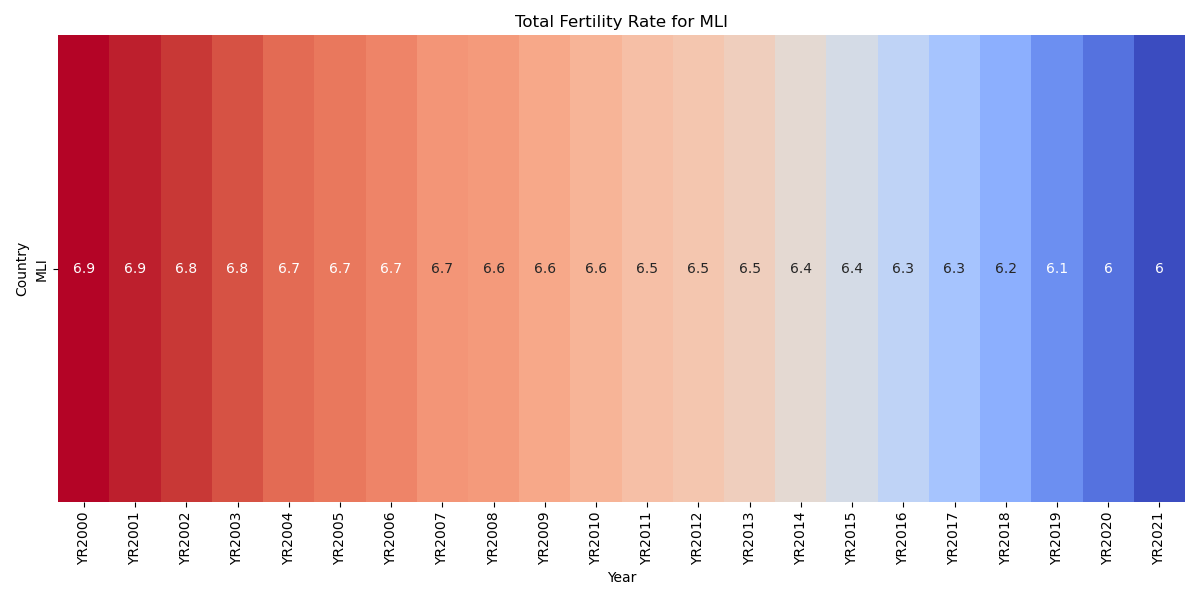 Total Fertility Rate for MLI
Country
MLI
6.9 6.9 6.8 6.8 6.7 6.7 6.7 6.7 6.6 6.6 6.6 6.5 6.5 6.5 6.4 6.4 6.3 6.3 6.2 6.1 6 6
YR2000 YR2001 YR2002 YR2003 YR2004 YR2005 YR2006 YR2007 YR2008 YR2009 YR2010 YR2011 YR2012 YR2013 YR2014 YR2015 YR2016 YR2017 YR2018 YR2019 YR2020 YR2021
Year